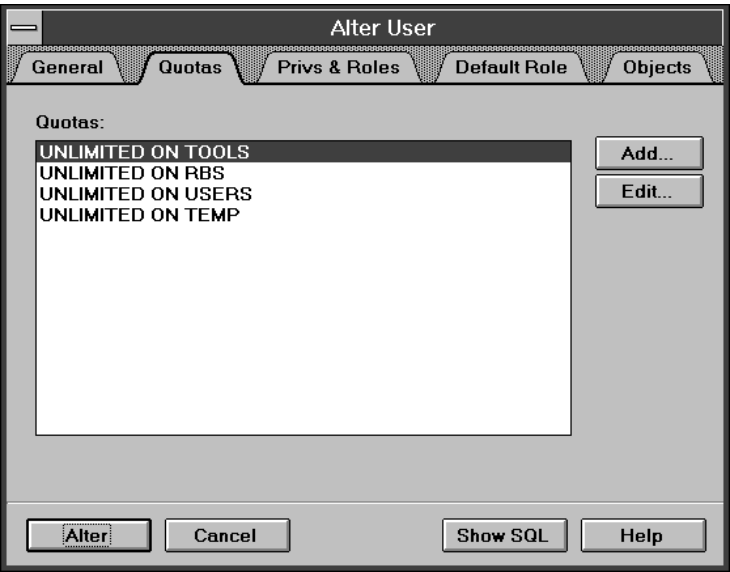 Alter User
General Quotas Privs & Roles Default Role Objects
Quotas:
UNLIMITED ON TOOLS
UNLIMITED ON RBS
UNLIMITED ON USERS
UNLIMITED ON TEMP
Add...
Edit...
Alter Cancel Show SQL Help